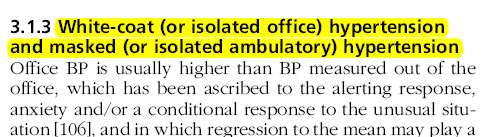 3.1.3 White-coat (or isolated office) hypertension
and masked (or isolated ambulatory) hypertension
Office BP is usually higher than BP measured out of the
office, which has been ascribed to the alerting response,
anxiety and/or a conditional response to the unusual situ-
ation [106], and in which regression to the mean may play a